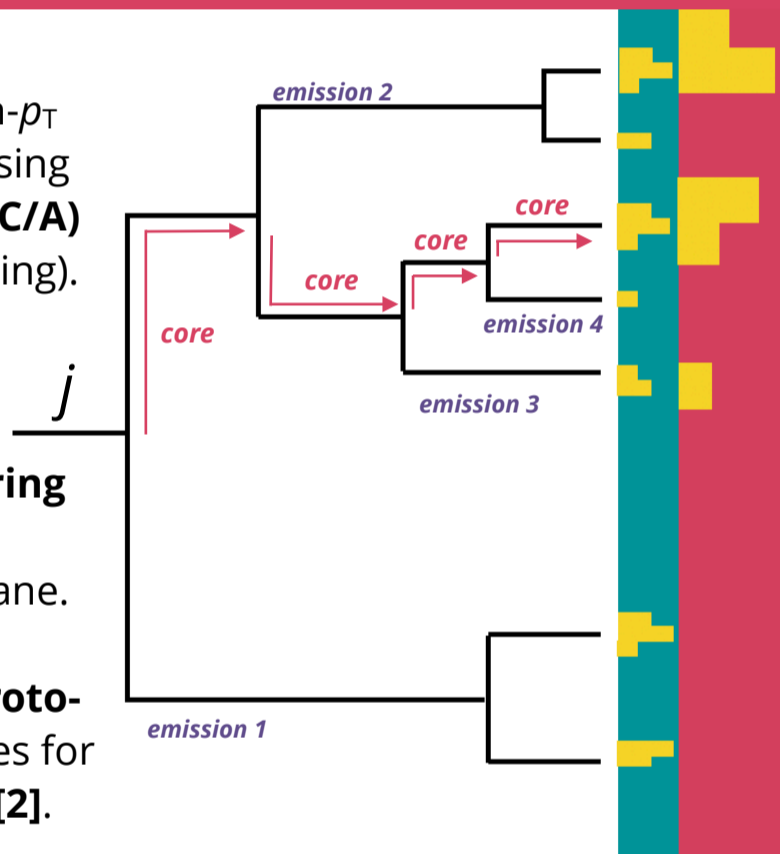 -pT
sing
C/A)
ing).
j
ring
ane.
roto-
es for
[2].
emission 2
core
core
core
core
emission 4
emission 3
emission 1